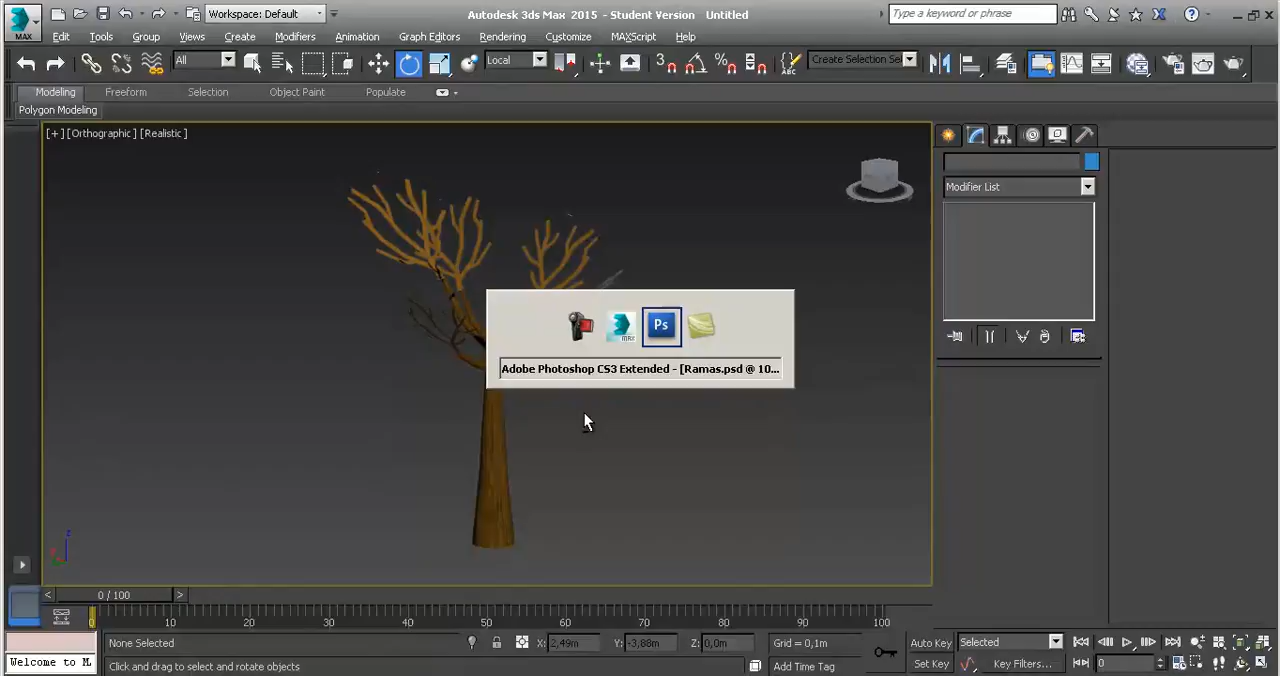 MAX
Workspace: Default
Autodesk 3ds Max 2015 - Student Version Untitled
Type a keyword or phrase
Edit Tools Group Views Create Modifiers Animation Graph Editors Rendering Customize MAXScript Help
All
Local
3
Create Selection Se
Modeling Freeform Selection Object Paint Populate
Polygon Modeling
[+] [Orthographic] [Realistic]
Modifier List
Ps
Adobe Photoshop CS3 Extended - [Ramas.psd @ 10...
0 / 100
0 10 20 30 40 50 60 70 80 90 100
None Selected X: 2,49m Y: -3,88m Z: 0,0m Grid = 0,1m Auto Key Selected
Welcome to M Click and drag to select and rotate objects Add Time Tag Set Key Key Filters... 0